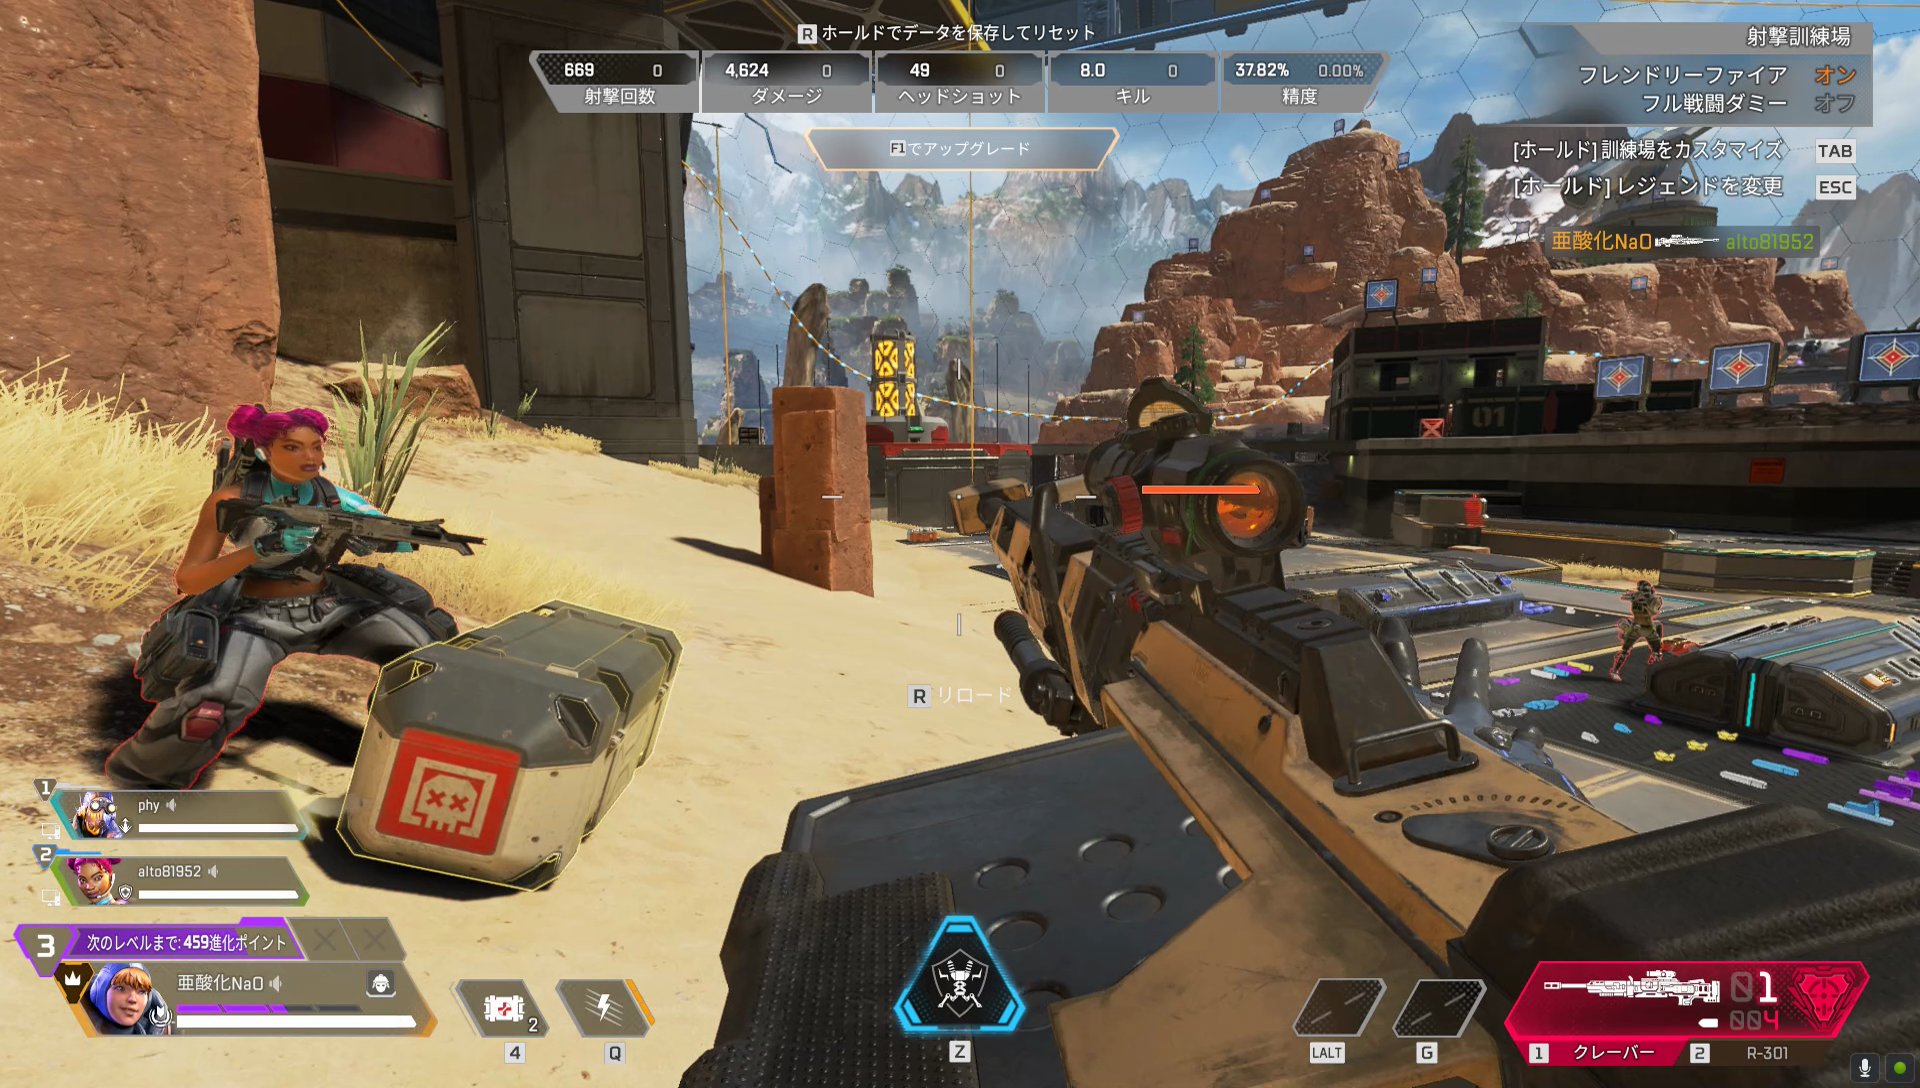 R ホールドでデータを保存してリセット
669 0 4,624 0 49 0 8.0 0 37.82% 0.00%
射撃回数 ダメージ ヘッドショット キル 精度
F1でアップグレード
射撃訓練場
フレンドリーファイア オン
フル戦闘ダミー オフ
[ホールド] 訓練場をカスタマイズ TAB
[ホールド] レジェンドを変更 ESC
亜酸化NaO alto81952
01
R リロード
1 phy
2 alto81952
3 次のレベルまで: 459進化ポイント
亜酸化NaO
2
4 Q
Z
LALT G
01
004
1 クレーバー 2 R-301